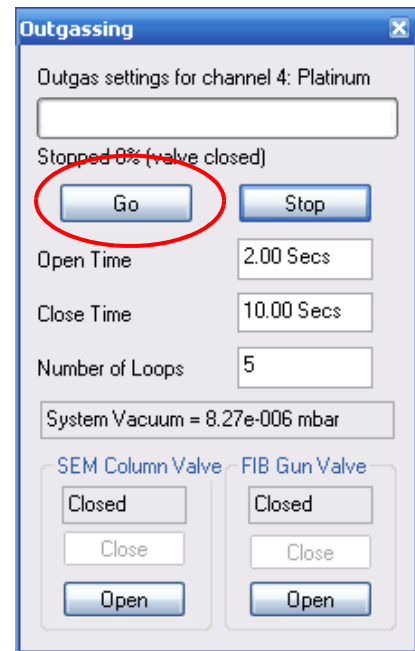 Outgassing
Outgas settings for channel 4: Platinum
Stopped 0% (valve closed)
Go Stop
Open Time 2.00 Secs
Close Time 10.00 Secs
Number of Loops 5
System Vacuum = 8.27e-006 mbar
SEM Column Valve FIB Gun Valve
Closed Closed
Close Close
Open Open